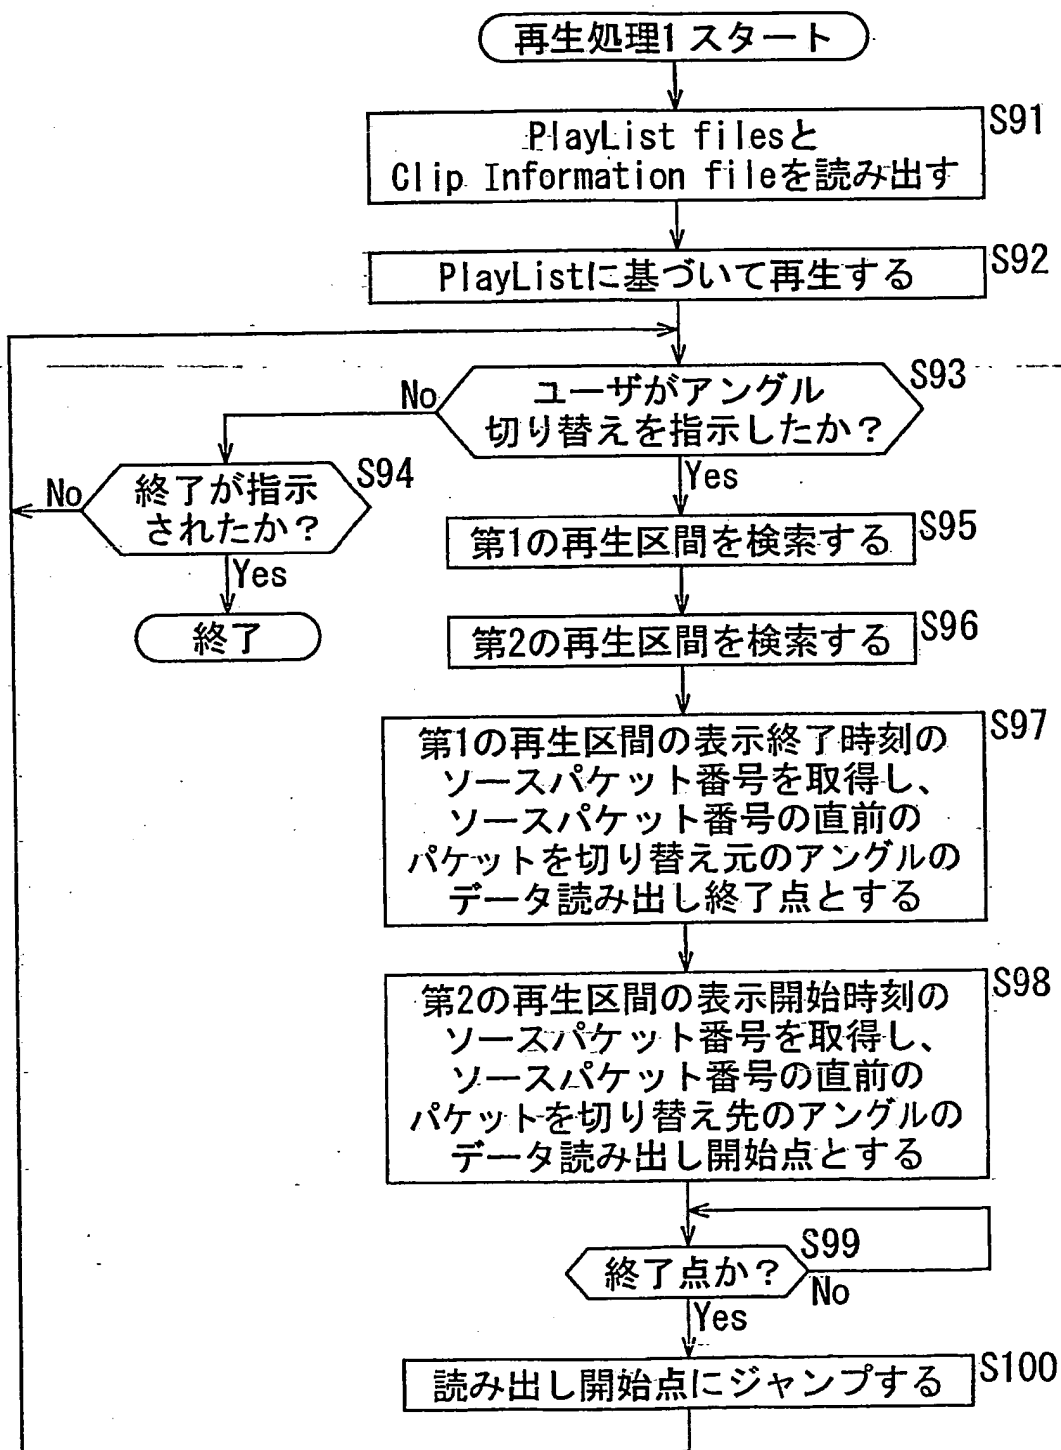 再生処理1 スタート
S91
PlayList filesと
Clip Information fileを読み出す
S92
PlayListに基づいて再生する
S93
ユーザがアングル
切り替えを指示したか？
No
Yes
S94
終了が指示
されたか？
No
Yes
終了
S95
第1の再生区間を検索する
S96
第2の再生区間を検索する
S97
第1の再生区間の表示終了時刻の
ソースパケット番号を取得し、
ソースパケット番号の直前の
パケットを切り替え元のアングルの
データ読み出し終了点とする
S98
第2の再生区間の表示開始時刻の
ソースパケット番号を取得し、
ソースパケット番号の直前の
パケットを切り替え先のアングルの
データ読み出し開始点とする
S99
終了点か？
No
Yes
S100
読み出し開始点にジャンプする